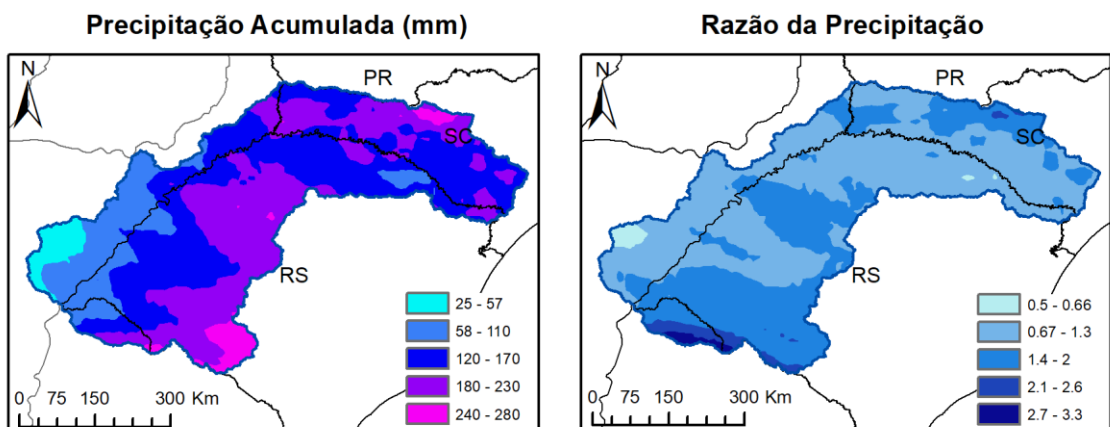 Precipitação Acumulada (mm)
N
PR
SC
RS
25 - 57
58 - 110
120 - 170
180 - 230
240 - 280
0 75 150 300 Km
Razão da Precipitação
N
PR
SC
RS
0.5 - 0.66
0.67 - 1.3
1.4 - 2
2.1 - 2.6
2.7 - 3.3
0 75 150 300 Km